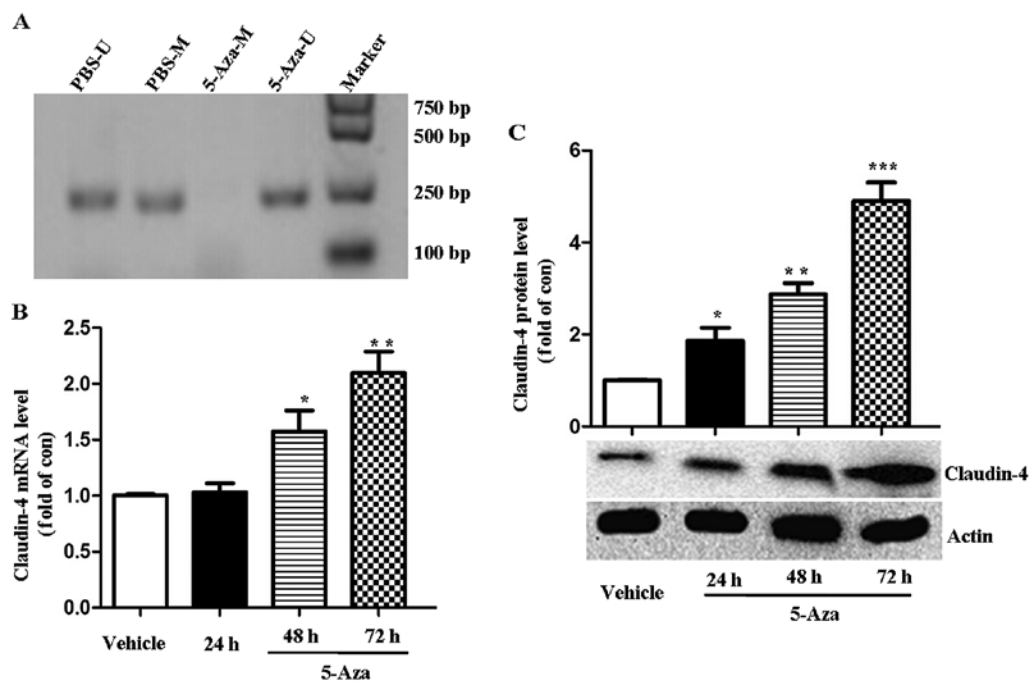 A
PBS-U
PBS-M
5-Aza-M
5-Aza-U
Marker
750 bp
500 bp
250 bp
100 bp
B
Claudin-4 mRNA level
(fold of con)
2.5
2.0
1.5
1.0
0.5
0.0
*
* *
Vehicle
24 h
48 h
72 h
5-Aza
C
Claudin-4 protein level
(fold of con)
6
4
2
0
*
* *
***
Claudin-4
Actin
Vehicle
24 h
48 h
72 h
5-Aza